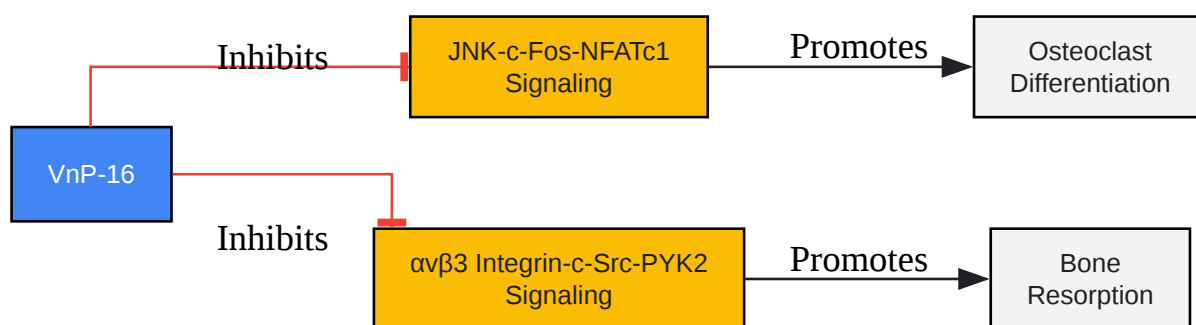 Inhibits
JNK-c-Fos-NFATc1
Signaling
Promotes
Osteoclast
Differentiation
VnP-16
Inhibits
αvβ3 Integrin-c-Src-PYK2
Signaling
Promotes
Bone
Resorption